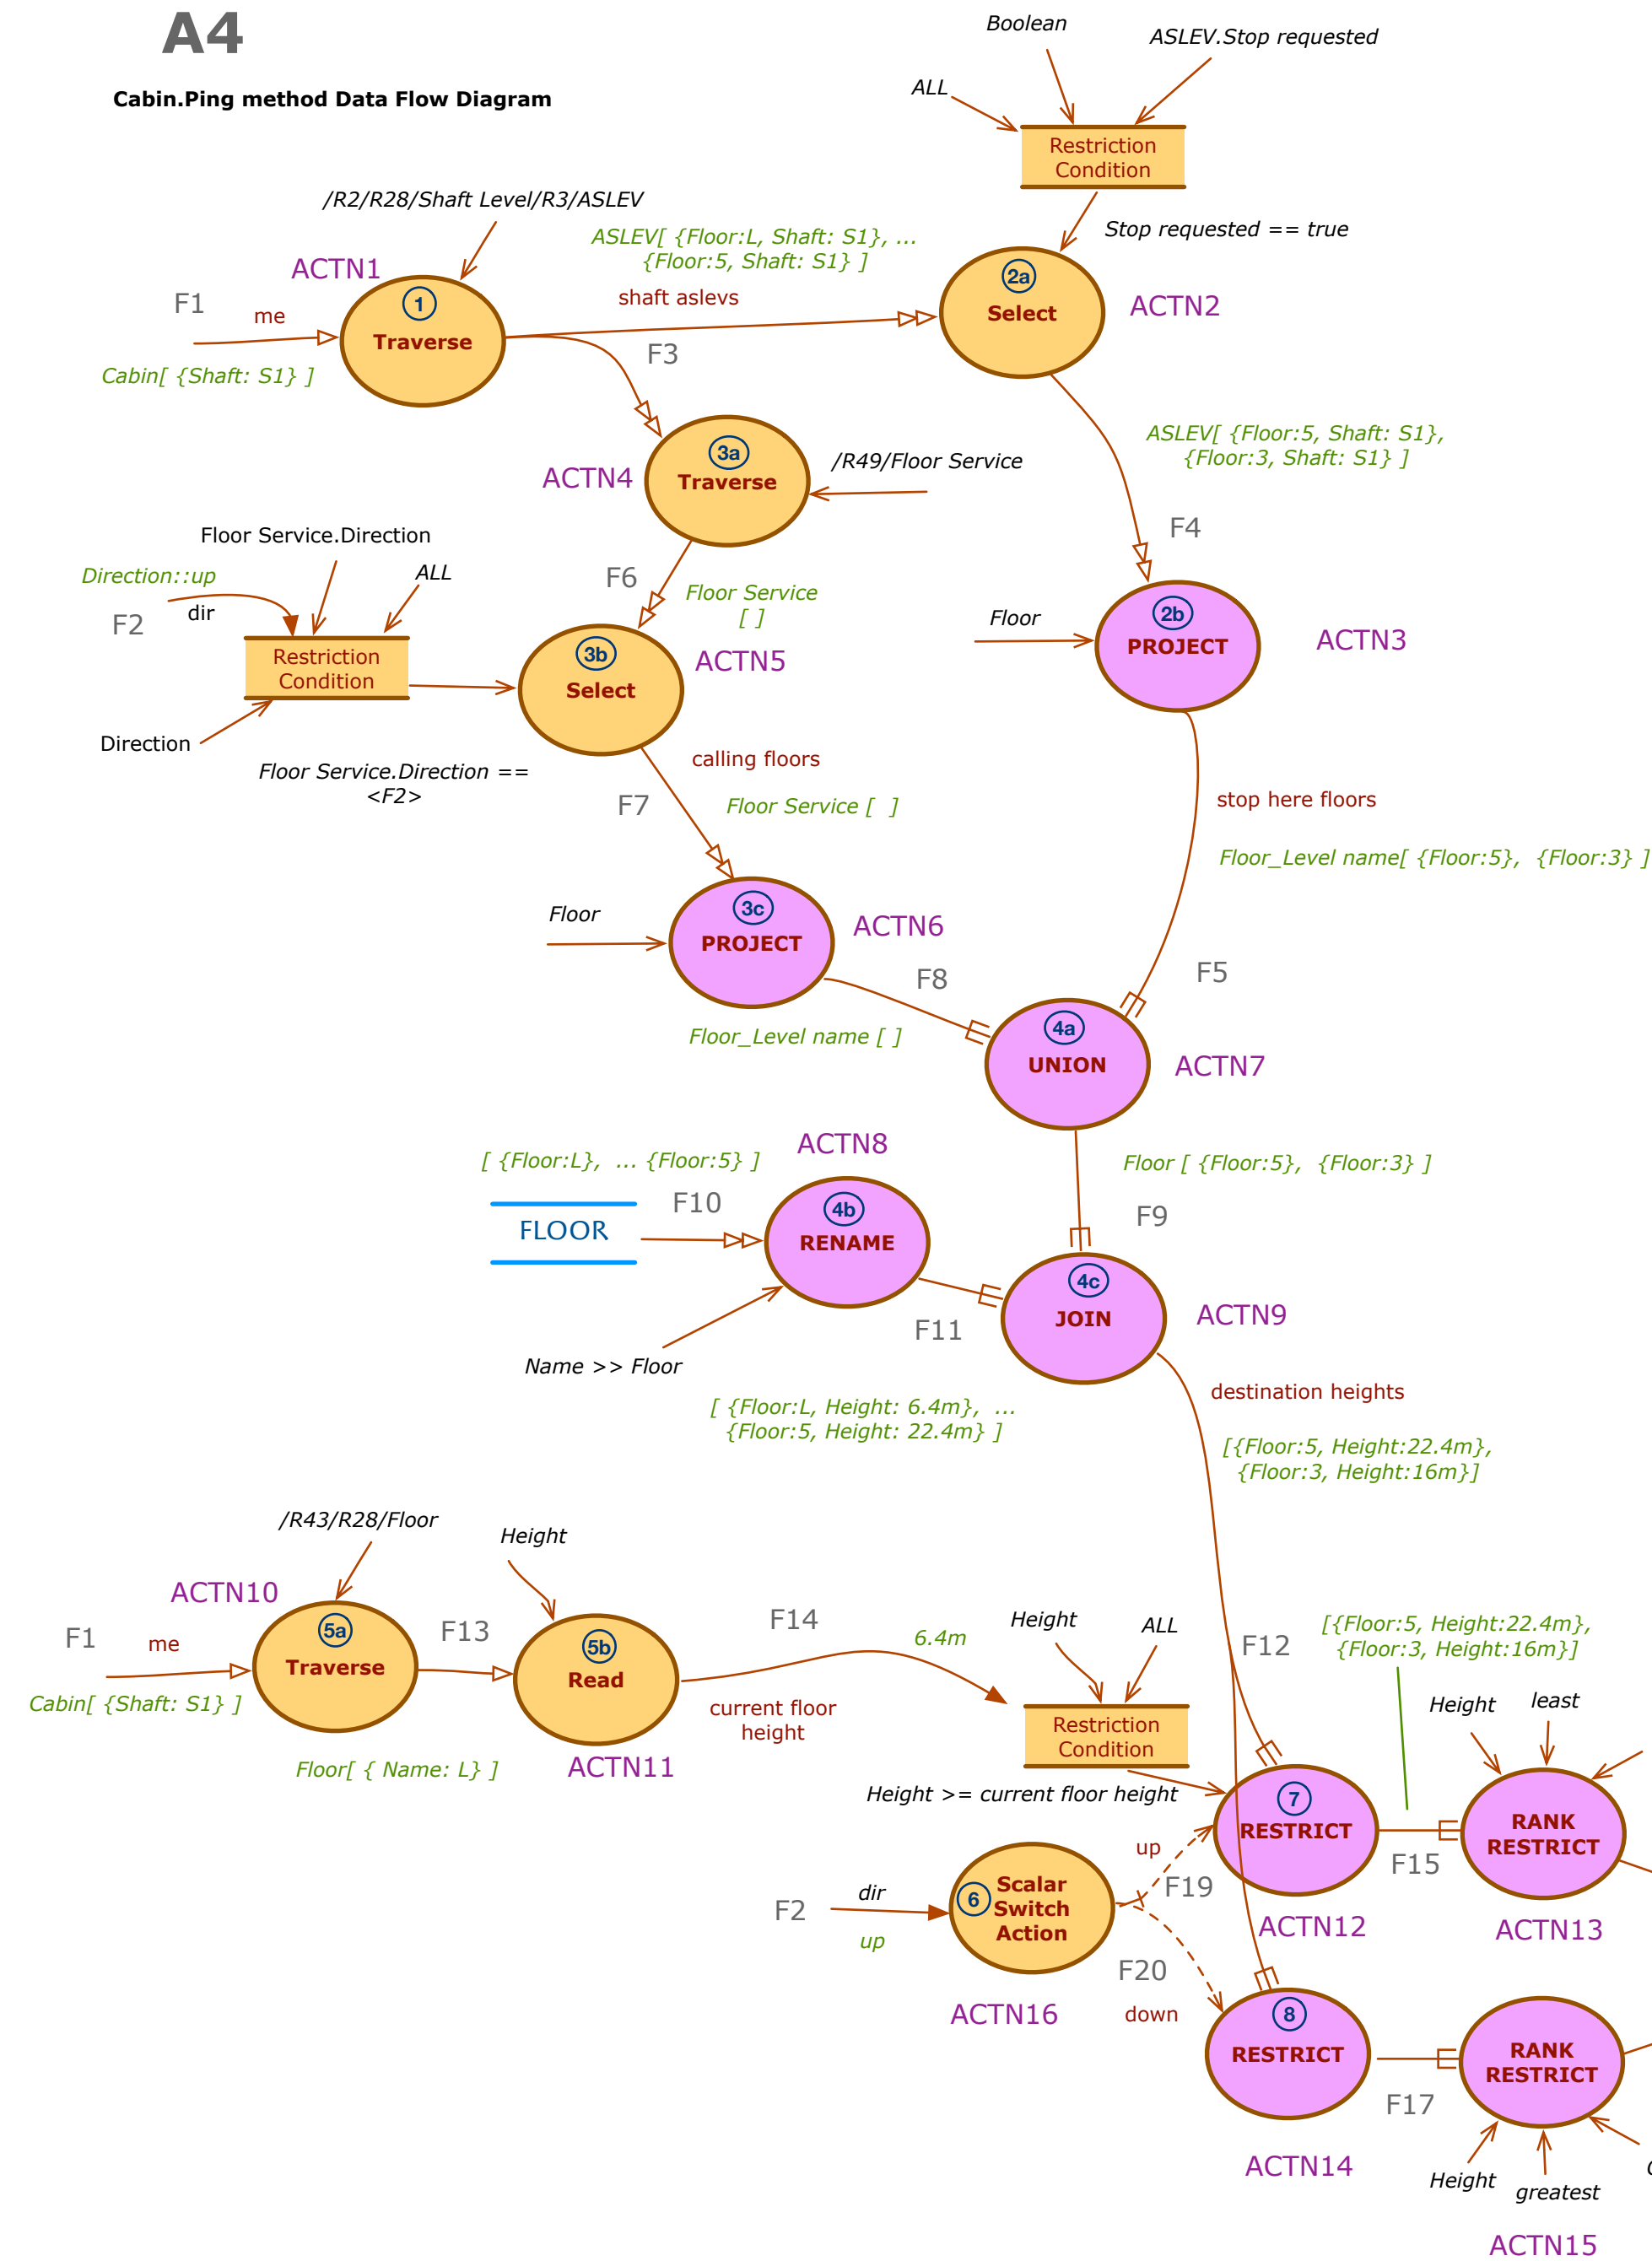 A4
Cabin.Ping method Data Flow Diagram
Boolean
ASLEV.Stop requested
ALL
Restriction
Condition
Stop requested == true
/R2/R28/Shaft Level/R3/ASLEV
ASLEV[ {Floor:L, Shaft: S1}, ...
{Floor:5, Shaft: S1} ]
ACTN1
F1
me
1
Traverse
Cabin[ {Shaft: S1} ]
shaft aslevs
F3
2a
Select
ACTN2
ASLEV[ {Floor:5, Shaft: S1},
{Floor:3, Shaft: S1} ]
F4
3a
Traverse
ACTN4
/R49/Floor Service
Floor Service.Direction
Direction::up
ALL
F2
dir
Restriction
Condition
Direction
Floor Service.Direction ==
<F2>
F6
Floor Service
[ ]
3b
Select
ACTN5
Floor
2b
PROJECT
ACTN3
calling floors
F7
Floor Service [  ]
stop here floors
Floor_Level name[ {Floor:5},  {Floor:3} ]
Floor
3c
PROJECT
ACTN6
F8
F5
Floor_Level name [ ]
4a
UNION
ACTN7
ACTN8
[ {Floor:L},  ... {Floor:5} ]
F10
FLOOR
4b
RENAME
Floor [ {Floor:5},  {Floor:3} ]
F9
4c
JOIN
ACTN9
F11
Name >> Floor
[ {Floor:L, Height: 6.4m},  ...
{Floor:5, Height: 22.4m} ]
destination heights
[{Floor:5, Height:22.4m},
{Floor:3, Height:16m}]
/R43/R28/Floor
Height
ACTN10
F1
me
5a
Traverse
Cabin[ {Shaft: S1} ]
F13
5b
Read
Floor[ { Name: L} ]
ACTN11
F14
6.4m
current floor
height
Height
ALL
Restriction
Condition
Height >= current floor height
F12
[{Floor:5, Height:22.4m},
{Floor:3, Height:16m}]
Height
least
7
RESTRICT
F15
RANK
RESTRICT
ACTN12
ACTN13
up
F19
F2
dir
up
6
Scalar
Switch
Action
F20
down
ACTN16
8
RESTRICT
F17
ACTN14
RANK
RESTRICT
Height
greatest
ACTN15